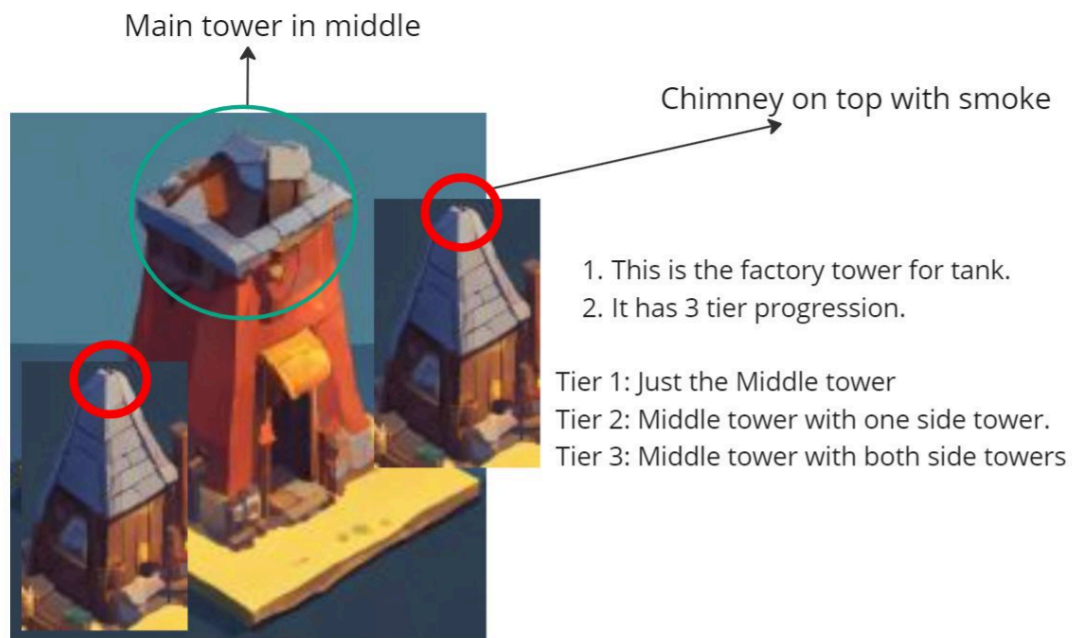 Main tower in middle
Chimney on top with smoke
1. This is the factory tower for tank.
2. It has 3 tier progression.
Tier 1: Just the Middle tower
Tier 2: Middle tower with one side tower.
Tier 3: Middle tower with both side towers